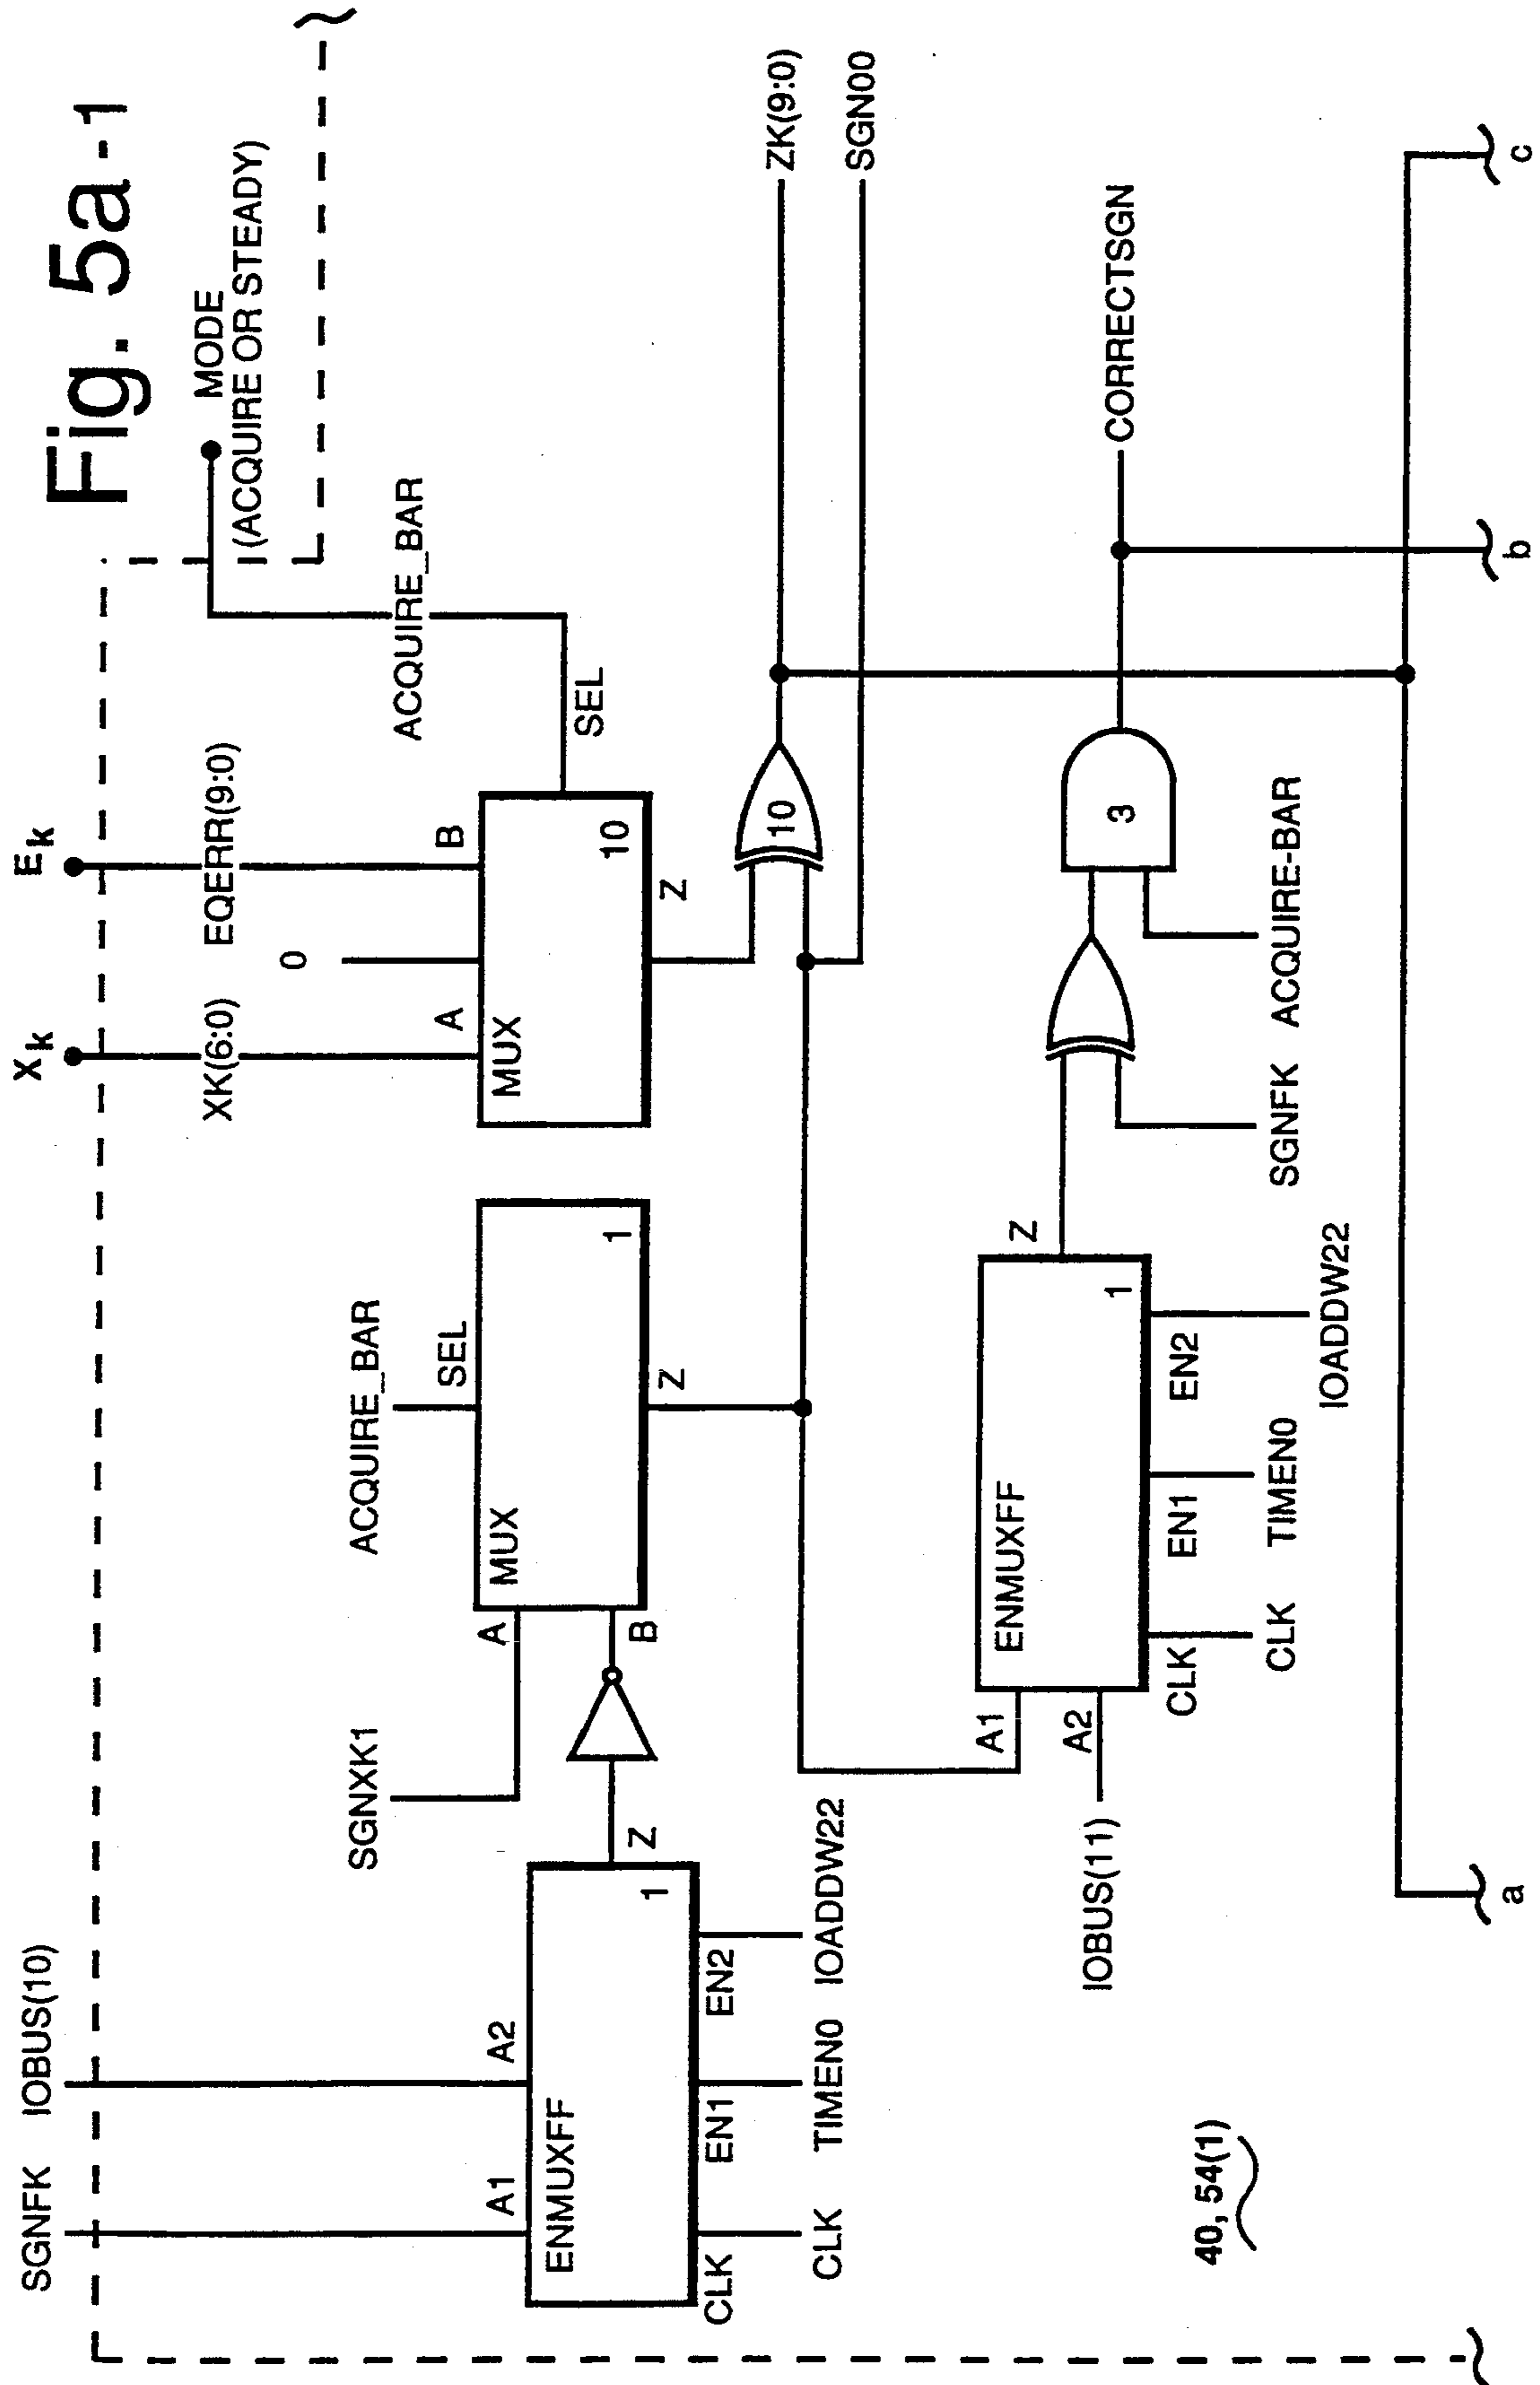 Fig. 5a-1
MODE
(ACQUIRE OR STEADY)
SGNFK
IOBUS(10)
Xk
Ek
XK(6:0)
0
EQERR(9:0)
ACQUIRE_BAR
SGNXK1
ACQUIRE_BAR
SEL
A
B
SEL
A1
A2
ENMUXFF
1
Z
CLK
EN1
EN2
CLK
TIMEN0
IOADDW22
A
B
MUX
1
Z
MUX
10
Z
10
ZK(9:0)
SGN00
A1
A2
IOBUS(11)
ENMUXFF
1
Z
CLK
EN1
EN2
CLK
TIMEN0
IOADDW22
SGNFK
ACQUIRE-BAR
3
CORRECTSGN
40, 54(1)
a
b
c